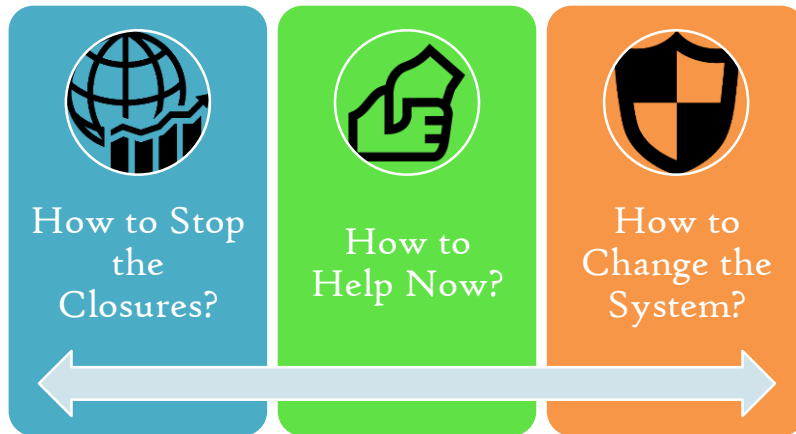 How to Stop
the
Closures?
How to
Help Now?
How to
Change the
System?